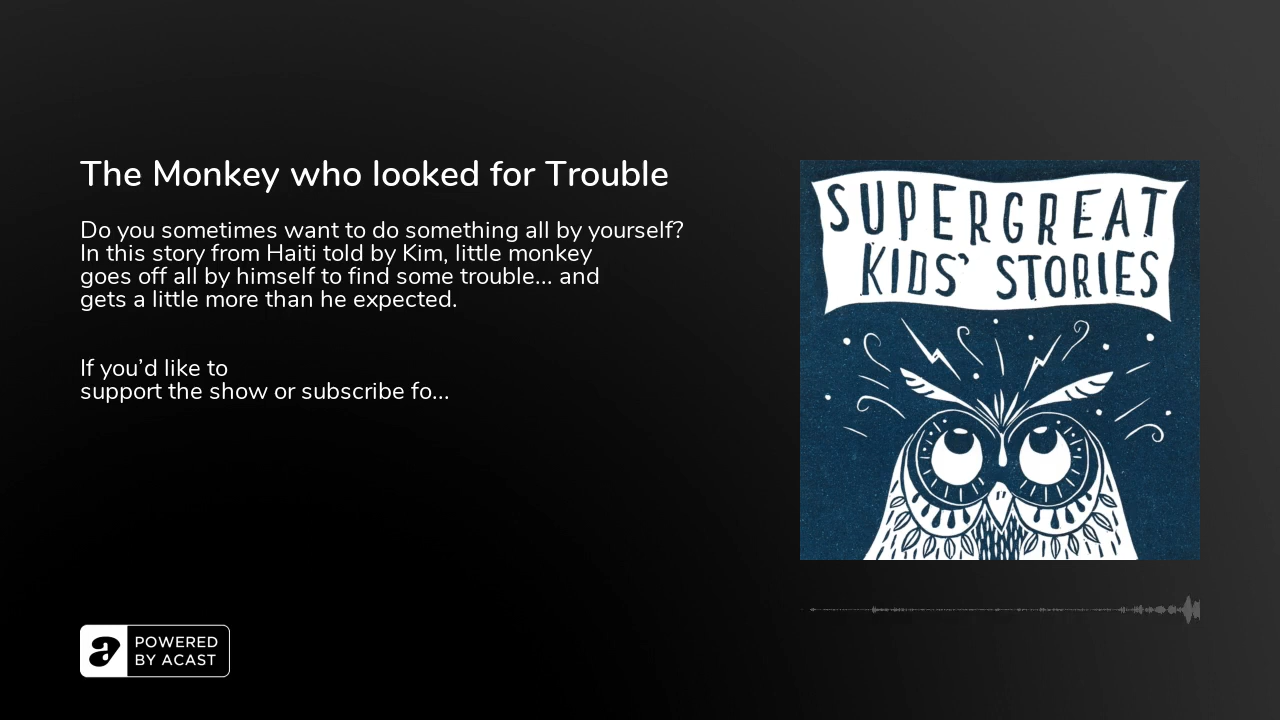 The Monkey who looked for Trouble
Do you sometimes want to do something all by yourself?
In this story from Haiti told by Kim, little monkey
goes off all by himself to find some trouble... and
gets a little more than he expected.
If you’d like to
support the show or subscribe fo...
SUPERGREAT
KIDS’ STORIES
a
POWERED
BY ACAST